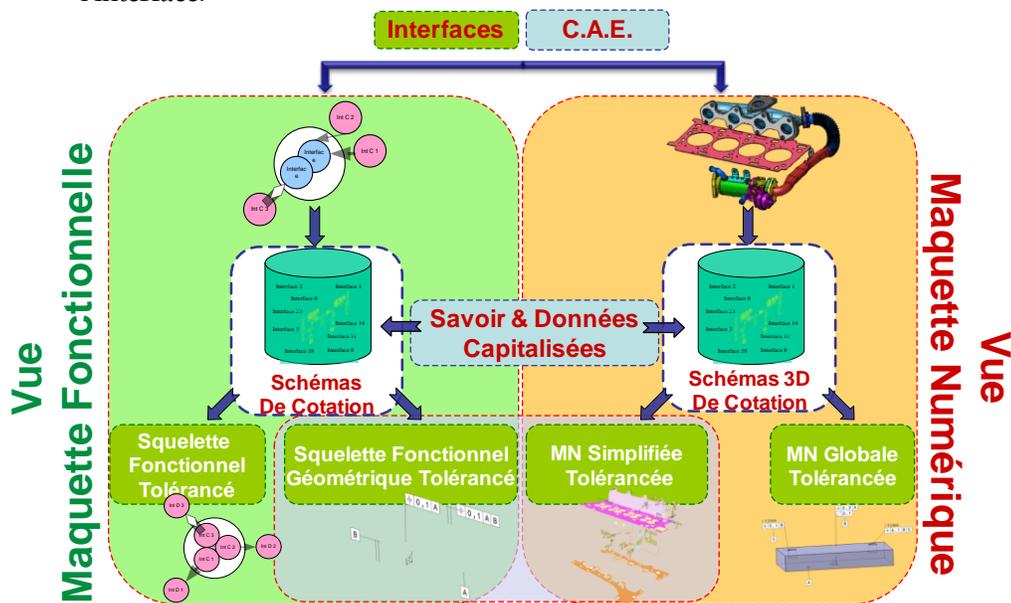 l'interface.
Interfaces
C.A.E.
Vue
Maquette Fonctionnelle
Int C 2
Int C 1
Interfac
e
Interfac
e
Int C 3
Interface 2
Interface 1
Interface 6
Interface 23
Interface 14
Interface 11
Interface 18
Interface 8
Schémas
De Cotation
Savoir & Données
Capitalisées
Interface 2
Interface 1
Interface 6
Interface 23
Interface 14
Interface 11
Interface 18
Interface 8
Schémas 3D
De Cotation
Vue
Maquette Numérique
Squelette
Fonctionnel
Tolérancé
Squelette Fonctionnel
Géométrique Tolérancé
MN Simplifiée
Tolérancée
MN Globale
Tolérancée
Int D 3
Int C 3
Int C 2
Int D 2
Int C 1
Int D 1
0,1 A
0,1 A B
B
A